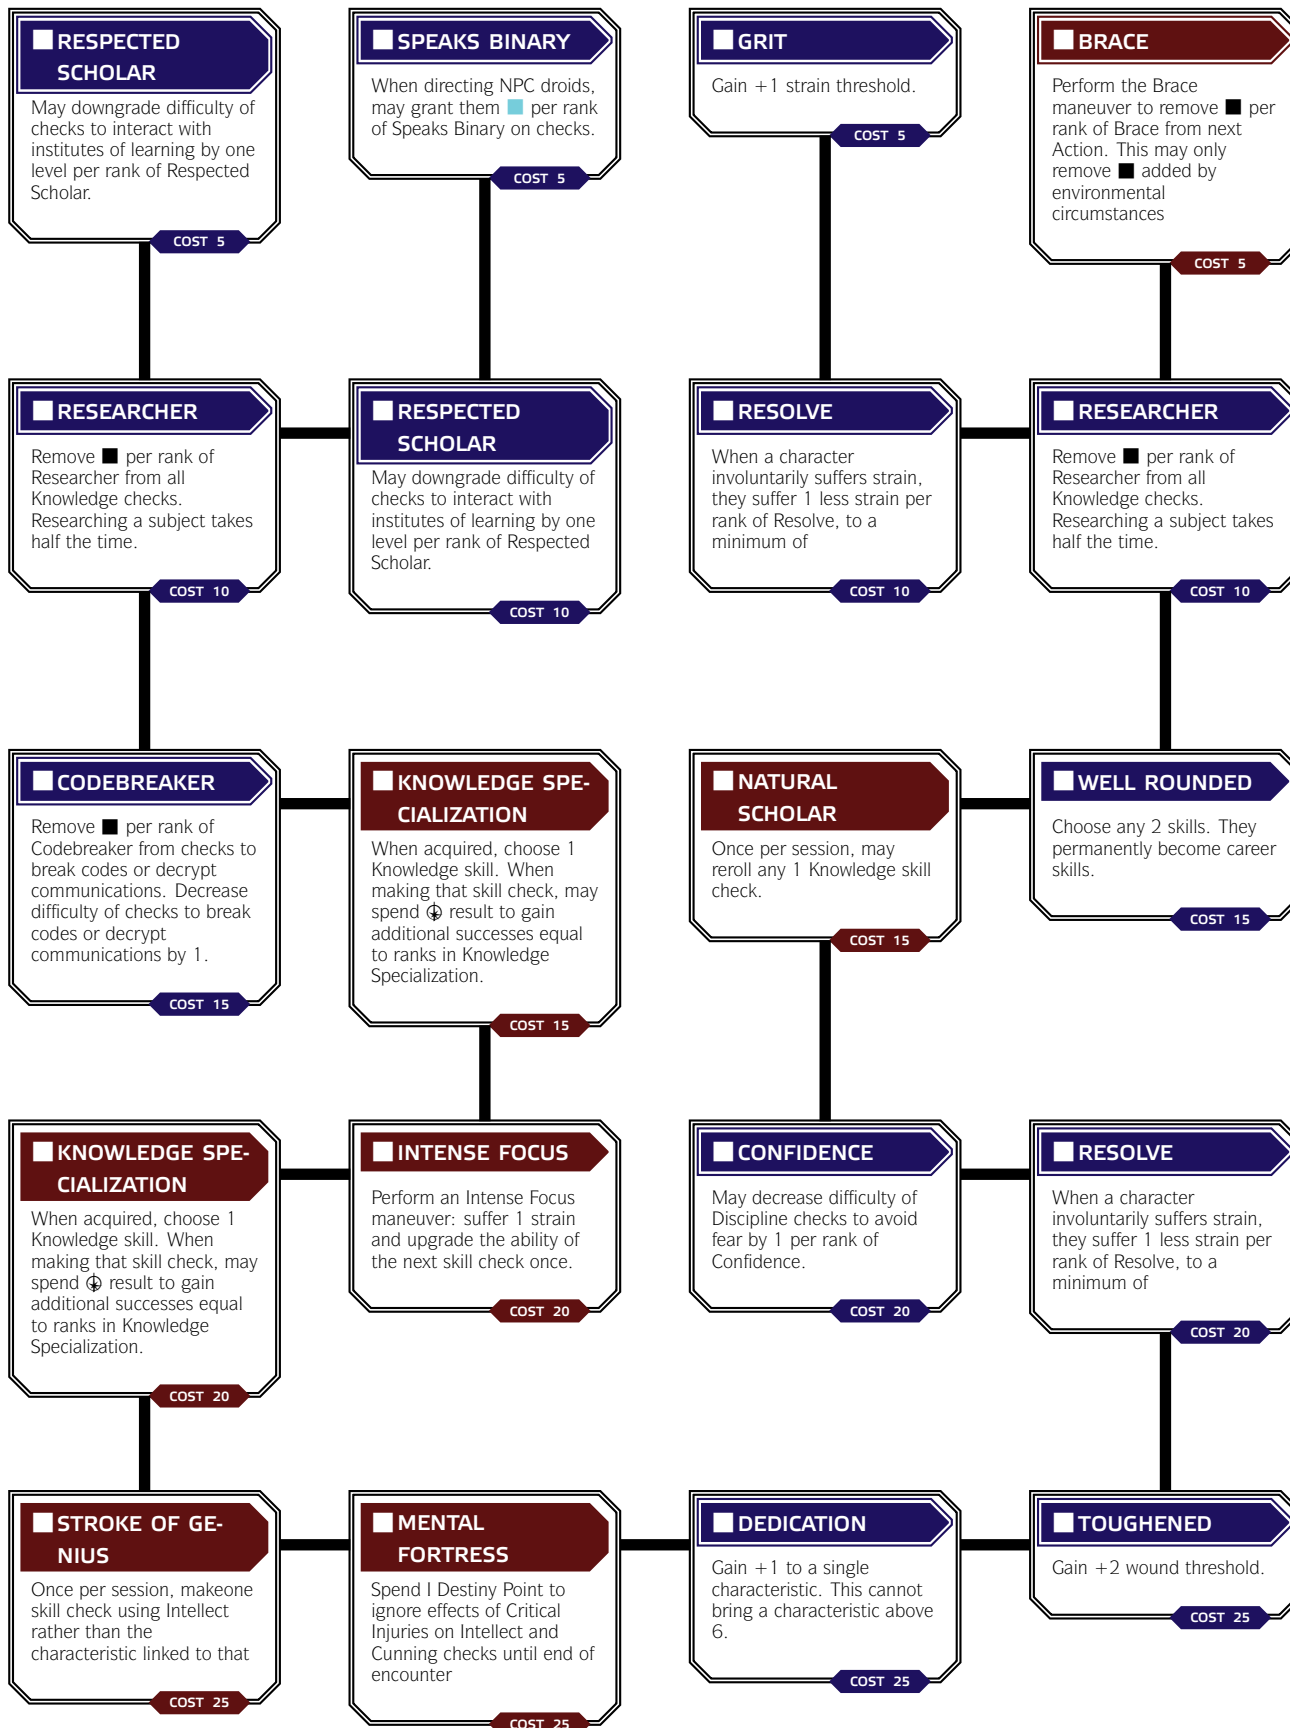 RESPECTED
SCHOLAR
May downgrade difficulty of
checks to interact with
institutes of learning by one
level per rank of Respected
Scholar.
COST 5
SPEAKS BINARY
When directing NPC droids,
may grant them ■ per rank
of Speaks Binary on checks.
COST 5
GRIT
Gain +1 strain threshold.
COST 5
BRACE
Perform the Brace
maneuver to remove ■ per
rank of Brace from next
Action. This may only
remove ■ added by
environmental
circumstances
COST 5
RESEARCHER
Remove ■ per rank of
Researcher from all
Knowledge checks.
Researching a subject takes
half the time.
COST 10
RESPECTED
SCHOLAR
May downgrade difficulty of
checks to interact with
institutes of learning by one
level per rank of Respected
Scholar.
COST 10
RESOLVE
When a character
involuntarily suffers strain,
they suffer 1 less strain per
rank of Resolve, to a
minimum of
COST 10
RESEARCHER
Remove ■ per rank of
Researcher from all
Knowledge checks.
Researching a subject takes
half the time.
COST 10
CODEBREAKER
Remove ■ per rank of
Codebreaker from checks to
break codes or decrypt
communications. Decrease
difficulty of checks to break
codes or decrypt
communications by 1.
COST 15
KNOWLEDGE SPE-
CIALIZATION
When acquired, choose 1
Knowledge skill. When
making that skill check, may
spend result to gain
additional successes equal
to ranks in Knowledge
Specialization.
COST 15
NATURAL
SCHOLAR
Once per session, may
reroll any 1 Knowledge skill
check.
COST 15
WELL ROUNDED
Choose any 2 skills. They
permanently become career
skills.
COST 15
KNOWLEDGE SPE-
CIALIZATION
When acquired, choose 1
Knowledge skill. When
making that skill check, may
spend result to gain
additional successes equal
to ranks in Knowledge
Specialization.
COST 20
INTENSE FOCUS
Perform an Intense Focus
maneuver: suffer 1 strain
and upgrade the ability of
the next skill check once.
COST 20
CONFIDENCE
May decrease difficulty of
Discipline checks to avoid
fear by 1 per rank of
Confidence.
COST 20
RESOLVE
When a character
involuntarily suffers strain,
they suffer 1 less strain per
rank of Resolve, to a
minimum of
COST 20
STROKE OF GE-
NIUS
Once per session, makeone
skill check using Intellect
rather than the
characteristic linked to that
COST 25
MENTAL
FORTRESS
Spend I Destiny Point to
ignore effects of Critical
Injuries on Intellect and
Cunning checks until end of
encounter
COST 25
DEDICATION
Gain +1 to a single
characteristic. This cannot
bring a characteristic above
6.
COST 25
TOUGHENED
Gain +2 wound threshold.
COST 25